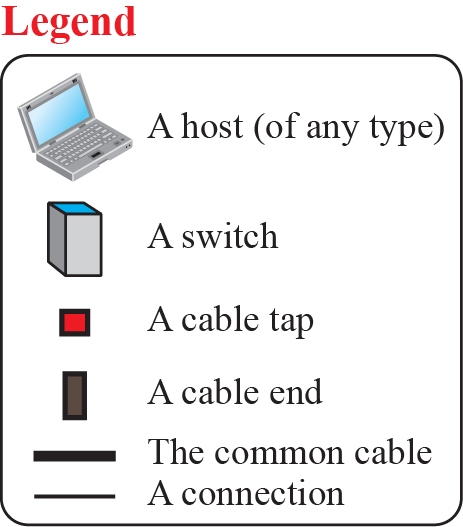 Legend
A host (of any type)
A switch
A cable tap
A cable end
The common cable
A connection